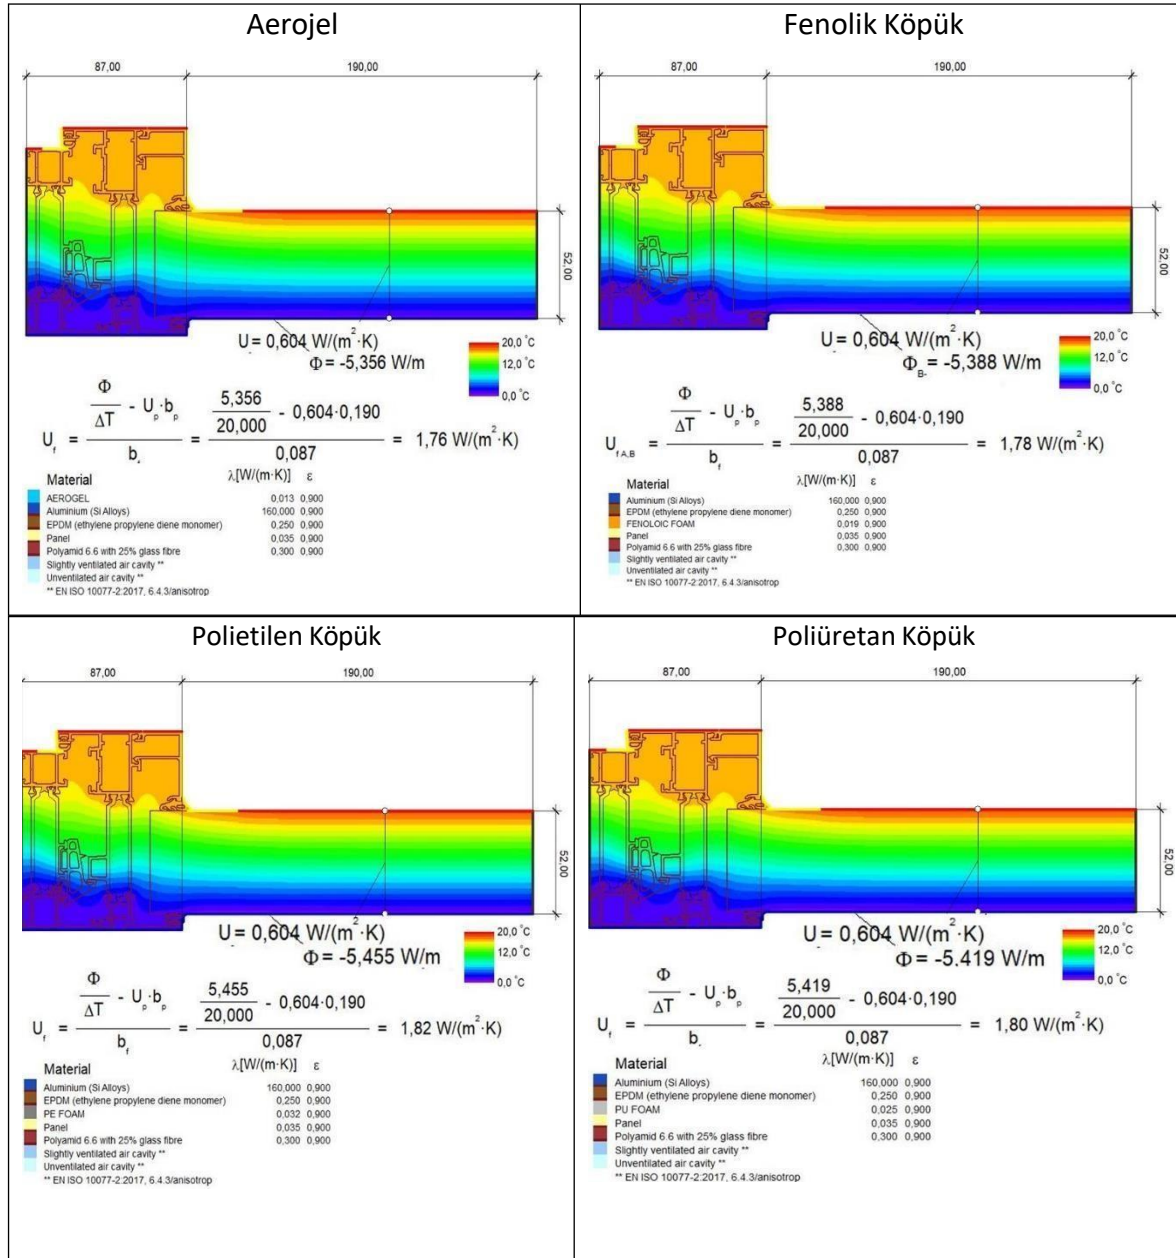 Aerojel
87,00
190,00
52,00
U = 0,604 W/(m²·K)
Φ = -5,356 W/m
20,0 °C
12,0 °C
0,0 °C
U_f = (Φ/ΔT - U_p·b_p)/b = (5,356/20,000 - 0,604·0,190)/0,087 = 1,76 W/(m²·K)
Material λ[W/(m·K)] ε
AEROGEL 0,013 0,900
Aluminium (Si Alloys) 160,000 0,900
EPDM (ethylene propylene diene monomer) 0,250 0,900
Panel 0,035 0,900
Polyamid 6.6 with 25% glass fibre 0,300 0,900
Slightly ventilated air cavity **
Unventilated air cavity **
** EN ISO 10077-2:2017, 6.4.3/anisotrop
Fenolik Köpük
87,00
190,00
52,00
U = 0,604 W/(m²·K)
Φ_B- = -5,388 W/m
20,0 °C
12,0 °C
0,0 °C
U_f A,B = (Φ/ΔT - U_p·b_p)/b_f = (5,388/20,000 - 0,604·0,190)/0,087 = 1,78 W/(m²·K)
Material λ[W/(m·K)] ε
Aluminium (Si Alloys) 160,000 0,900
EPDM (ethylene propylene diene monomer) 0,250 0,900
FENOLOIC FOAM 0,019 0,900
Panel 0,035 0,900
Polyamid 6.6 with 25% glass fibre 0,300 0,900
Slightly ventilated air cavity **
Unventilated air cavity **
** EN ISO 10077-2:2017, 6.4.3/anisotrop
Polietilen Köpük
87,00
190,00
52,00
U = 0,604 W/(m²·K)
Φ = -5,455 W/m
20,0 °C
12,0 °C
0,0 °C
U_f = (Φ/ΔT - U_p·b_p)/b_f = (5,455/20,000 - 0,604·0,190)/0,087 = 1,82 W/(m²·K)
Material λ[W/(m·K)] ε
Aluminium (Si Alloys) 160,000 0,900
EPDM (ethylene propylene diene monomer) 0,250 0,900
PE FOAM 0,032 0,900
Panel 0,035 0,900
Polyamid 6.6 with 25% glass fibre 0,300 0,900
Slightly ventilated air cavity **
Unventilated air cavity **
** EN ISO 10077-2:2017, 6.4.3/anisotrop
Poliüretan Köpük
87,00
190,00
52,00
U = 0,604 W/(m²·K)
Φ = -5.419 W/m
20,0 °C
12,0 °C
0,0 °C
U_f = (Φ/ΔT - U_p·b_p)/b = (5,419/20,000 - 0,604·0,190)/0,087 = 1,80 W/(m²·K)
Material λ[W/(m·K)] ε
Aluminium (Si Alloys) 160,000 0,900
EPDM (ethylene propylene diene monomer) 0,250 0,900
PU FOAM 0,025 0,900
Panel 0,035 0,900
Polyamid 6.6 with 25% glass fibre 0,300 0,900
Slightly ventilated air cavity **
Unventilated air cavity **
** EN ISO 10077-2:2017, 6.4.3/anisotrop